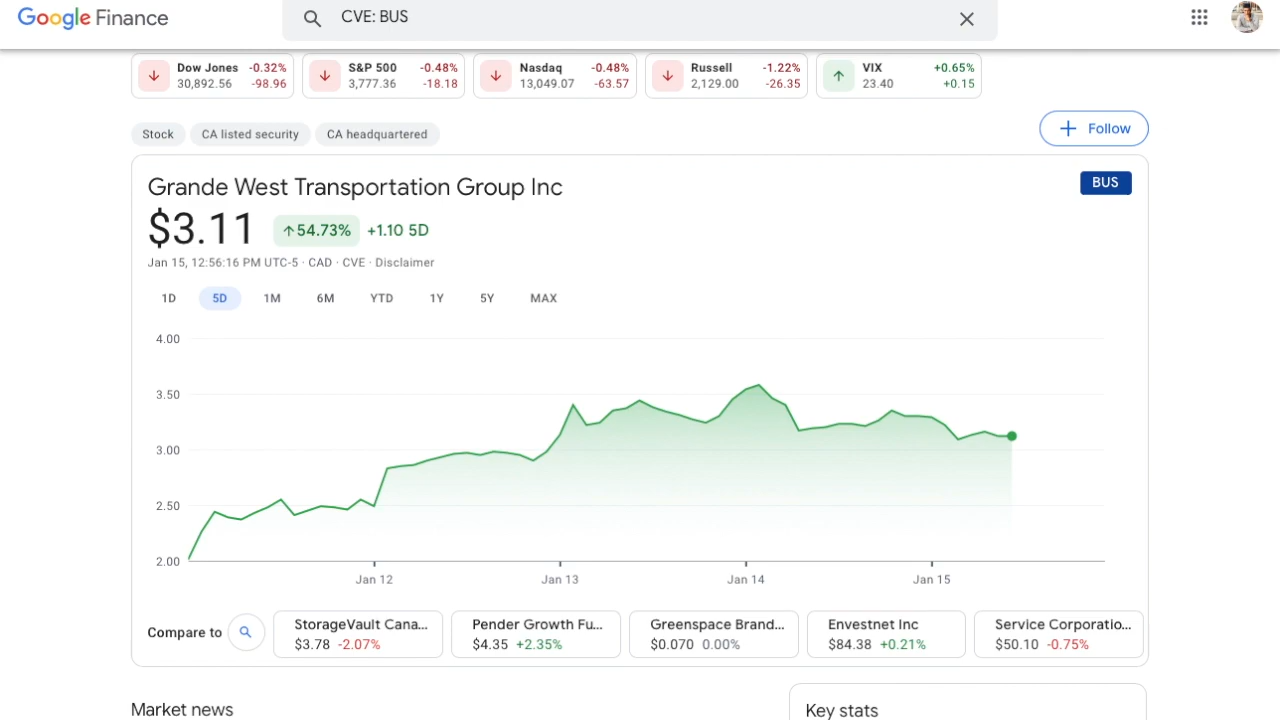 Google Finance
CVE: BUS
Dow Jones -0.32%
30,892.56 -98.96
S&P 500 -0.48%
3,777.36 -18.18
Nasdaq -0.48%
13,049.07 -63.57
Russell -1.22%
2,129.00 -26.35
VIX +0.65%
23.40 +0.15
Stock
CA listed security
CA headquartered
Follow
Grande West Transportation Group Inc
BUS
$3.11 54.73% +1.10 5D
Jan 15, 12:56:16 PM UTC-5 · CAD · CVE · Disclaimer
1D 5D 1M 6M YTD 1Y 5Y MAX
4.00
3.50
3.00
2.50
2.00
Jan 12 Jan 13 Jan 14 Jan 15
Compare to
StorageVault Cana...
$3.78 -2.07%
Pender Growth Fu...
$4.35 +2.35%
Greenspace Brand...
$0.070 0.00%
Envestnet Inc
$84.38 +0.21%
Service Corporatio...
$50.10 -0.75%
Market news
Key stats